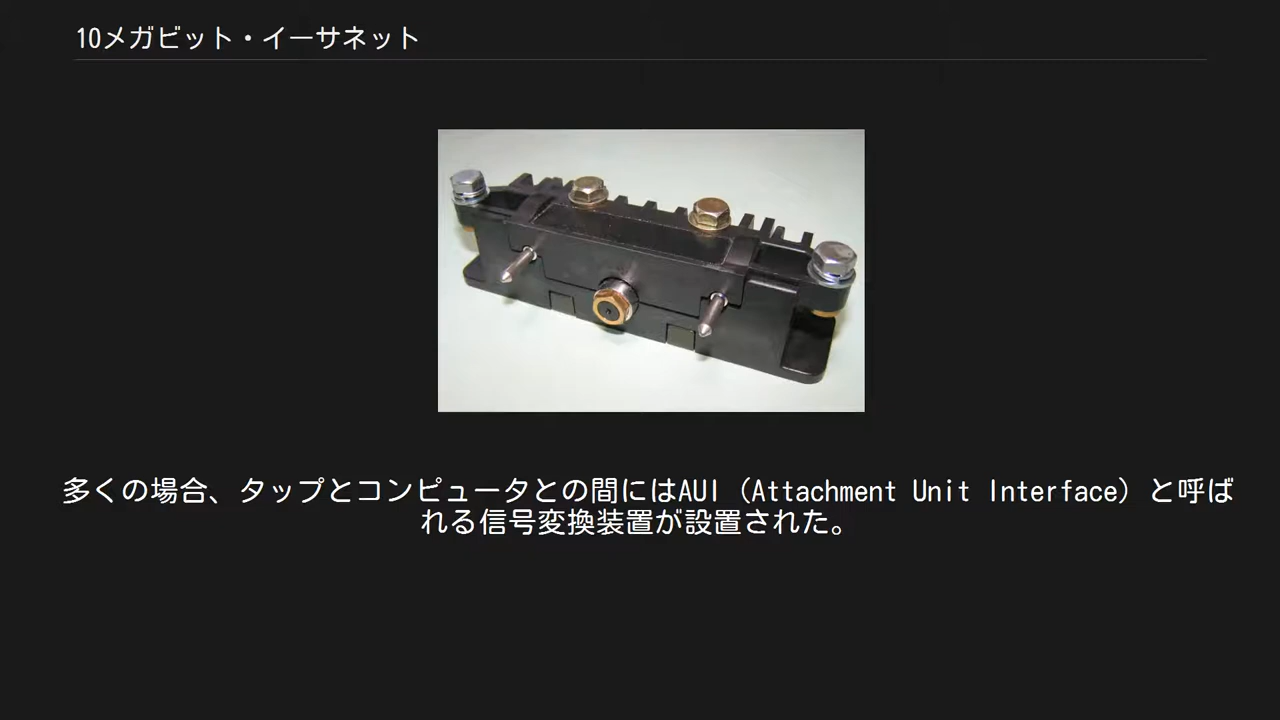 10メガビット・イーサネット
多くの場合、タップとコンピュータとの間にはAUI（Attachment Unit Interface）と呼ば
れる信号変換装置が設置された。